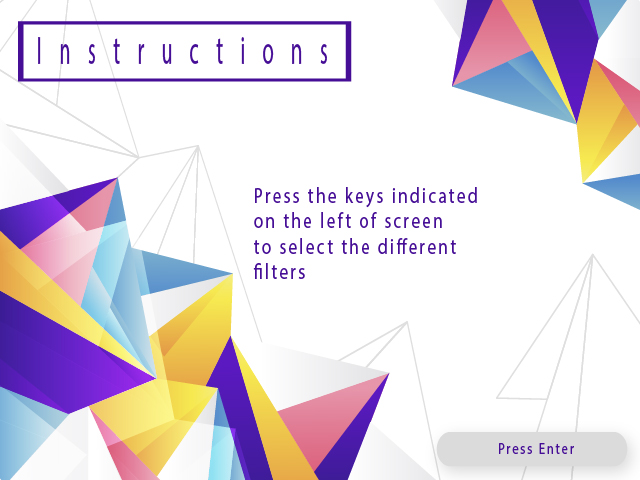 Instructions
Press the keys indicated
on the left of screen
to select the different
filters
Press Enter